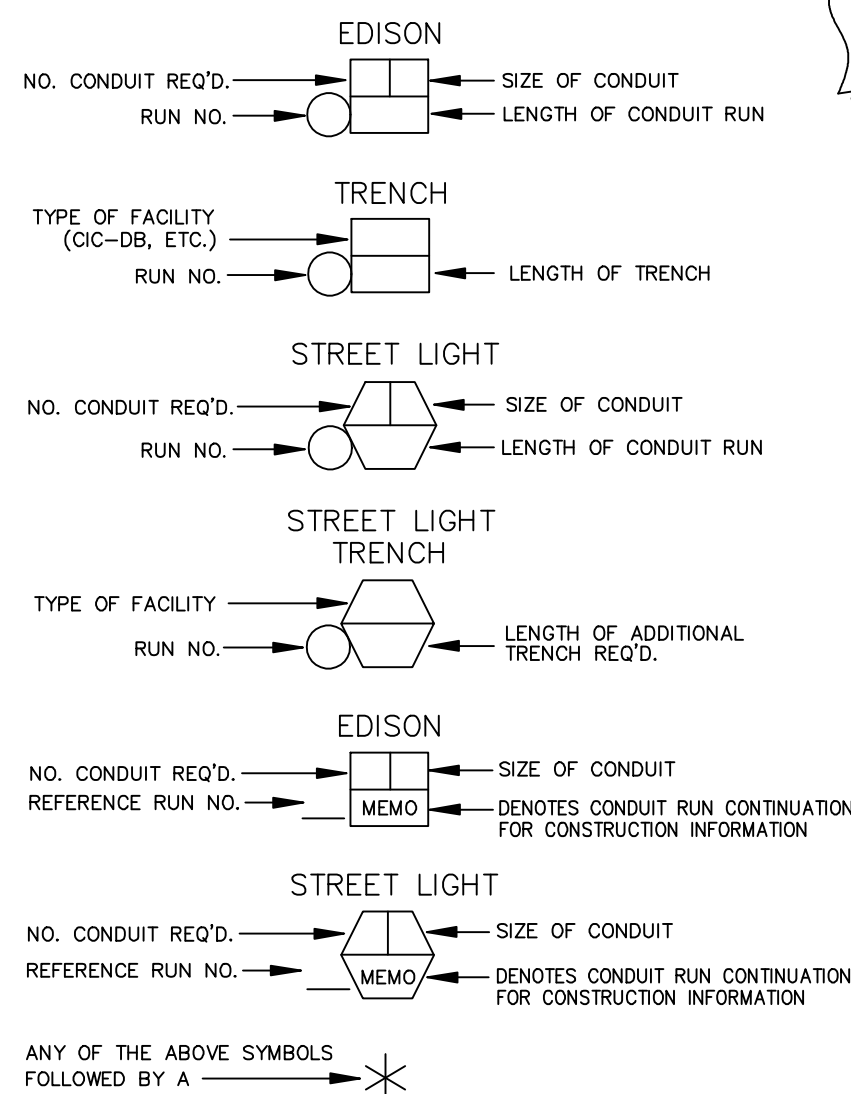 EDISON
NO. CONDUIT REQ'D.
SIZE OF CONDUIT
RUN NO.
LENGTH OF CONDUIT RUN
TRENCH
TYPE OF FACILITY
(CIC-DB, ETC.)
RUN NO.
LENGTH OF TRENCH
STREET LIGHT
NO. CONDUIT REQ'D.
SIZE OF CONDUIT
RUN NO.
LENGTH OF CONDUIT RUN
STREET LIGHT
TRENCH
TYPE OF FACILITY
RUN NO.
LENGTH OF ADDITIONAL
TRENCH REQ'D.
EDISON
NO. CONDUIT REQ'D.
SIZE OF CONDUIT
REFERENCE RUN NO.
MEMO
DENOTES CONDUIT RUN CONTINUATION
FOR CONSTRUCTION INFORMATION
STREET LIGHT
NO. CONDUIT REQ'D.
SIZE OF CONDUIT
REFERENCE RUN NO.
MEMO
DENOTES CONDUIT RUN CONTINUATION
FOR CONSTRUCTION INFORMATION
ANY OF THE ABOVE SYMBOLS
FOLLOWED BY A